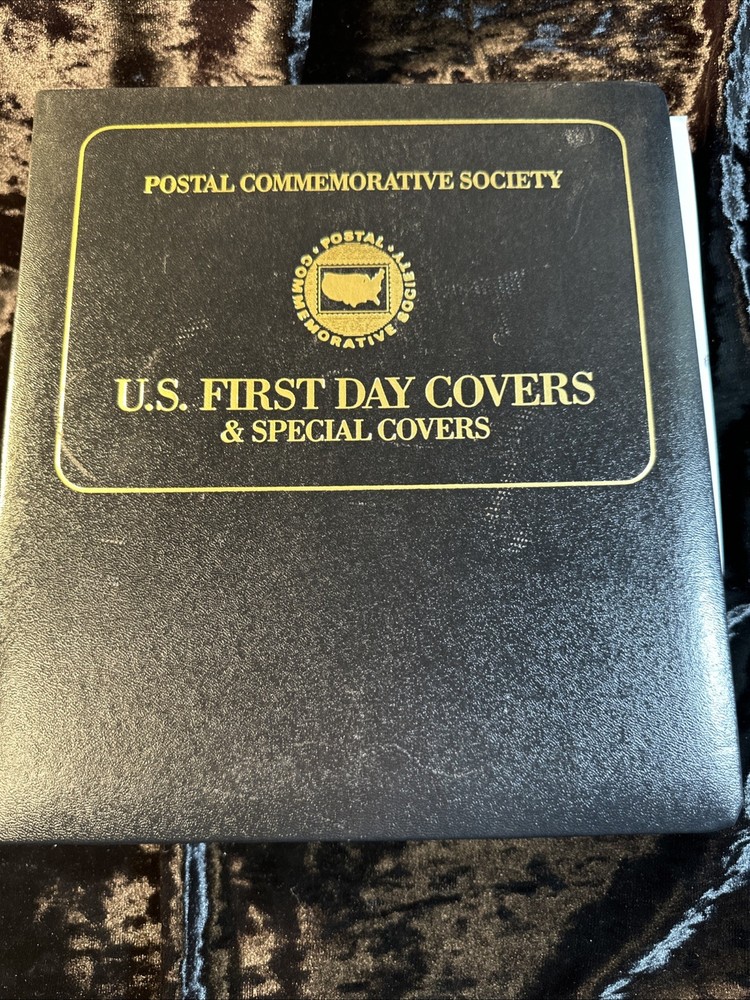 POSTAL COMMEMORATIVE SOCIETY
• POSTAL •
COMMEMORATIVE SOCIETY
U.S. FIRST DAY COVERS
& SPECIAL COVERS